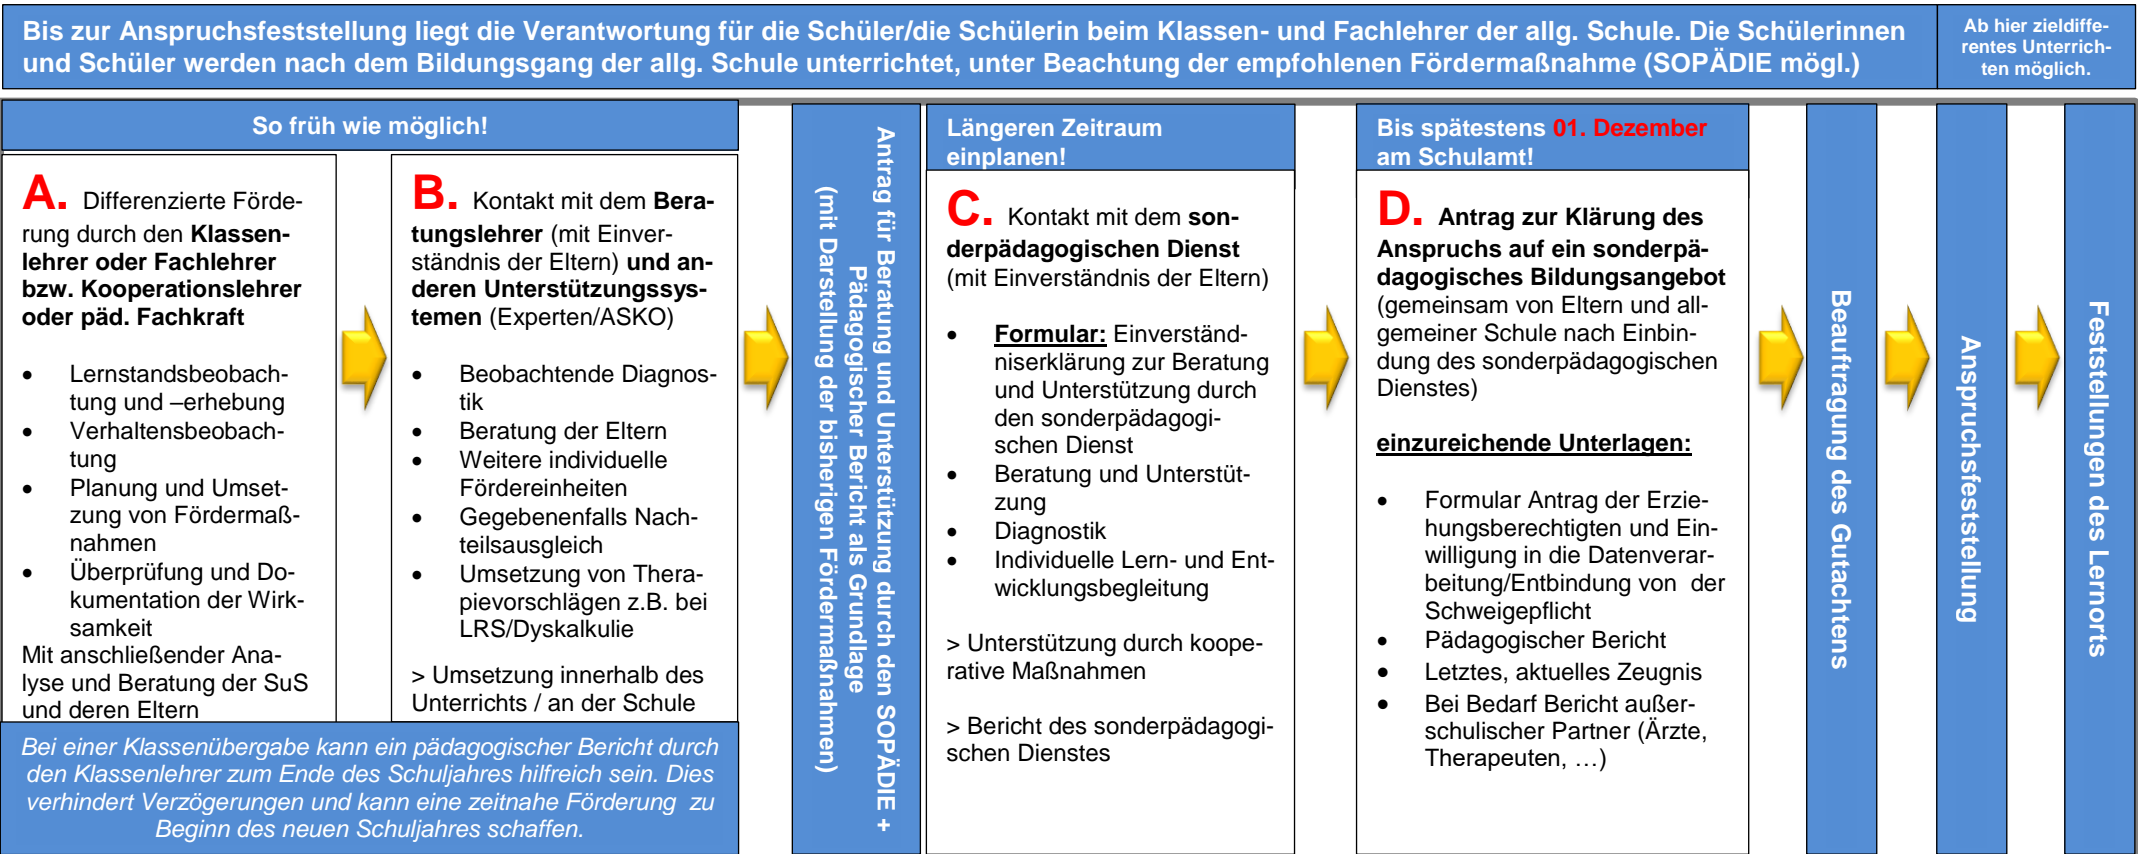 Bis zur Anspruchsfeststellung liegt die Verantwortung für die Schüler/die Schülerin beim Klassen- und Fachlehrer der allg. Schule. Die Schülerinnen
und Schüler werden nach dem Bildungsgang der allg. Schule unterrichtet, unter Beachtung der empfohlenen Fördermaßnahme (SOPÄDIE mögl.)
Ab hier zieldiffe-
rentes Unterrich-
ten möglich.
So früh wie möglich!
A. Differenzierte Förde-
rung durch den Klassen-
lehrer oder Fachlehrer
bzw. Kooperationslehrer
oder päd. Fachkraft
• Lernstandsbeobach-
tung und –erhebung
• Verhaltensbeobach-
tung
• Planung und Umset-
zung von Fördermaß-
nahmen
• Überprüfung und Do-
kumentation der Wirk-
samkeit
Mit anschließender Ana-
lyse und Beratung der SuS
und deren Eltern
B. Kontakt mit dem Bera-
tungslehrer (mit Einver-
ständnis der Eltern) und an-
deren Unterstützungssys-
temen (Experten/ASKO)
• Beobachtende Diagnos-
tik
• Beratung der Eltern
• Weitere individuelle
Fördereinheiten
• Gegebenenfalls Nach-
teilsausgleich
• Umsetzung von Thera-
pievorschlägen z.B. bei
LRS/Dyskalkulie
> Umsetzung innerhalb des
Unterrichts / an der Schule
Bei einer Klassenübergabe kann ein pädagogischer Bericht durch
den Klassenlehrer zum Ende des Schuljahres hilfreich sein. Dies
verhindert Verzögerungen und kann eine zeitnahe Förderung zu
Beginn des neuen Schuljahres schaffen.
Antrag für Beratung und Unterstützung durch den SOPÄDIE +
Pädagogischer Bericht als Grundlage
(mit Darstellung der bisherigen Fördermaßnahmen)
Längeren Zeitraum
einplanen!
C. Kontakt mit dem son-
derpädagogischen Dienst
(mit Einverständnis der Eltern)
• Formular: Einverständ-
niserklärung zur Beratung
und Unterstützung durch
den sonderpädagogi-
schen Dienst
• Beratung und Unterstüt-
zung
• Diagnostik
• Individuelle Lern- und Ent-
wicklungsbegleitung
> Unterstützung durch koope-
rative Maßnahmen
> Bericht des sonderpädagogi-
schen Dienstes
Bis spätestens 01. Dezember
am Schulamt!
D. Antrag zur Klärung des
Anspruchs auf ein sonderpä-
dagogisches Bildungsangebot
(gemeinsam von Eltern und all-
gemeiner Schule nach Einbin-
dung des sonderpädagogischen
Dienstes)
einzureichende Unterlagen:
• Formular Antrag der Erzie-
hungsberechtigten und Ein-
willigung in die Datenverar-
beitung/Entbindung von der
Schweigepflicht
• Pädagogischer Bericht
• Letztes, aktuelles Zeugnis
• Bei Bedarf Bericht außer-
schulischer Partner (Ärzte,
Therapeuten, …)
Beauftragung des Gutachtens
Anspruchsfeststellung
Feststellungen des Lernorts